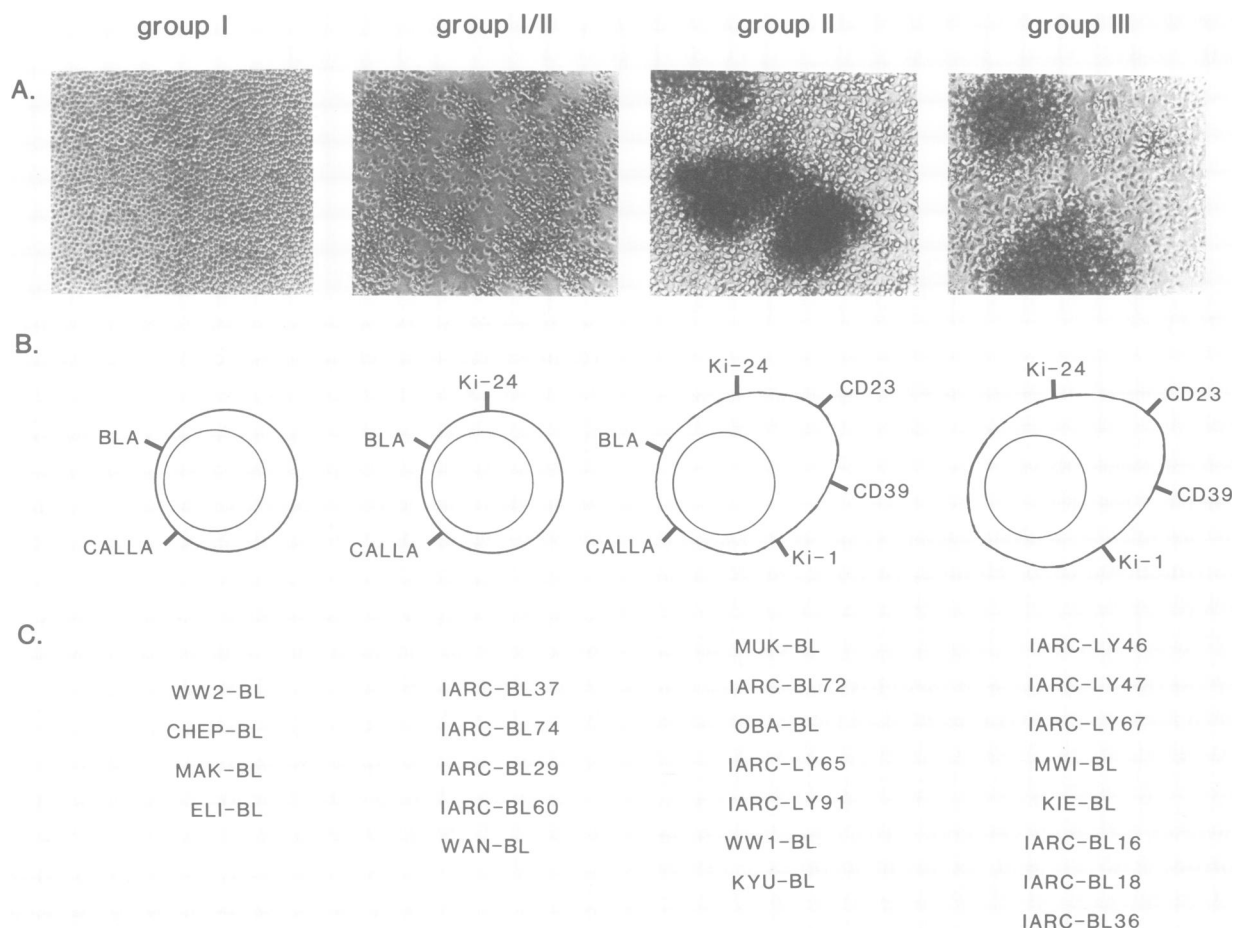 group I
group I/II
group II
group III
A.
B.
BLA
CALLA
Ki-24
BLA
CALLA
Ki-24
CD23
BLA
CD39
CALLA
Ki-1
Ki-24
CD23
CD39
Ki-1
C.
WW2-BL
CHEP-BL
MAK-BL
ELI-BL
IARC-BL37
IARC-BL74
IARC-BL29
IARC-BL60
WAN-BL
MUK-BL
IARC-BL72
OBA-BL
IARC-LY65
IARC-LY91
WW1-BL
KYU-BL
IARC-LY46
IARC-LY47
IARC-LY67
MWI-BL
KIE-BL
IARC-BL16
IARC-BL18
IARC-BL36